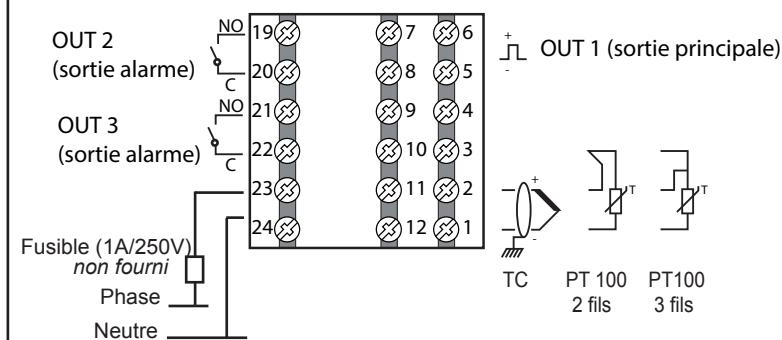 OUT 2
(sortie alarme)
NO
C
OUT 3
(sortie alarme)
NO
C
19 7 6
20 8 5
21 9 4
22 10 3
23 11 2
24 12 1
+
-
OUT 1 (sortie principale)
+
-
T
T
TC
PT 100
2 fils
PT100
3 fils
Fusible (1A/250V)
non fourni
Phase
Neutre